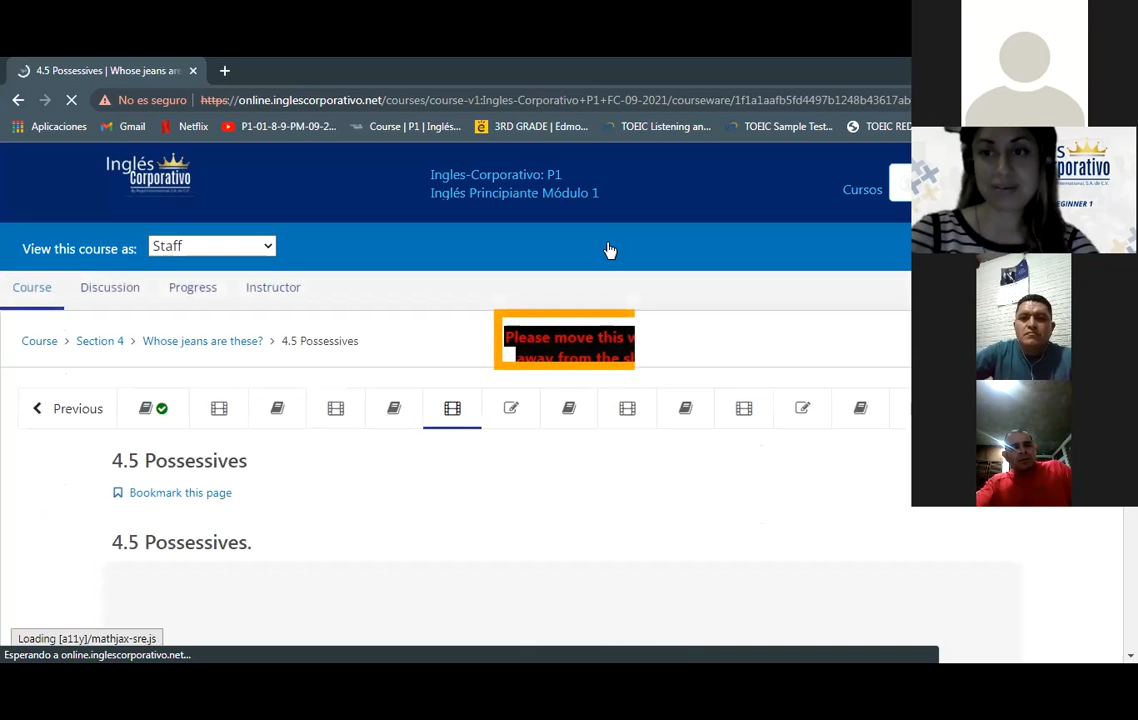 4.5 Possessives | Whose jeans are
No es seguro
https://online.inglescorporativo.net/courses/course-v1:Ingles-Corporativo+P1+FC-09-2021/courseware/1f1a1aafb5fd4497b1248b43617ab
Aplicaciones
Gmail
Netflix
P1-01-8-9-PM-09-2...
Course | P1 | Inglés...
3RD GRADE | Edmo...
TOEIC Listening an...
TOEIC Sample Test...
TOEIC RED
Inglés
Corporativo
Ingles-Corporativo: P1
Inglés Principiante Módulo 1
Cursos
View this course as:
Staff
Course
Discussion
Progress
Instructor
Please move this
away from the
Course > Section 4 > Whose jeans are these? > 4.5 Possessives
Previous
4.5 Possessives
Bookmark this page
4.5 Possessives.
Loading [a11y]/mathjax-sre.js
Esperando a online.inglescorporativo.net...
porativo
EGINNER 1